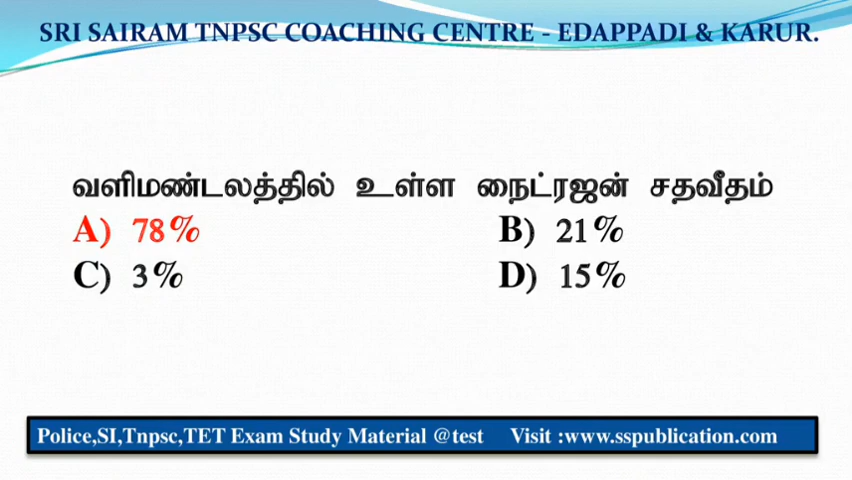 SRI SAIRAM TNPSC COACHING CENTRE - EDAPPADI & KARUR.
வளிமண்டலத்தில் உள்ள நைட்ரஜன் சதவீதம்
A) 78% B) 21%
C) 3% D) 15%
Police,SI,Tnpsc,TET Exam Study Material @test Visit :www.sspublication.com